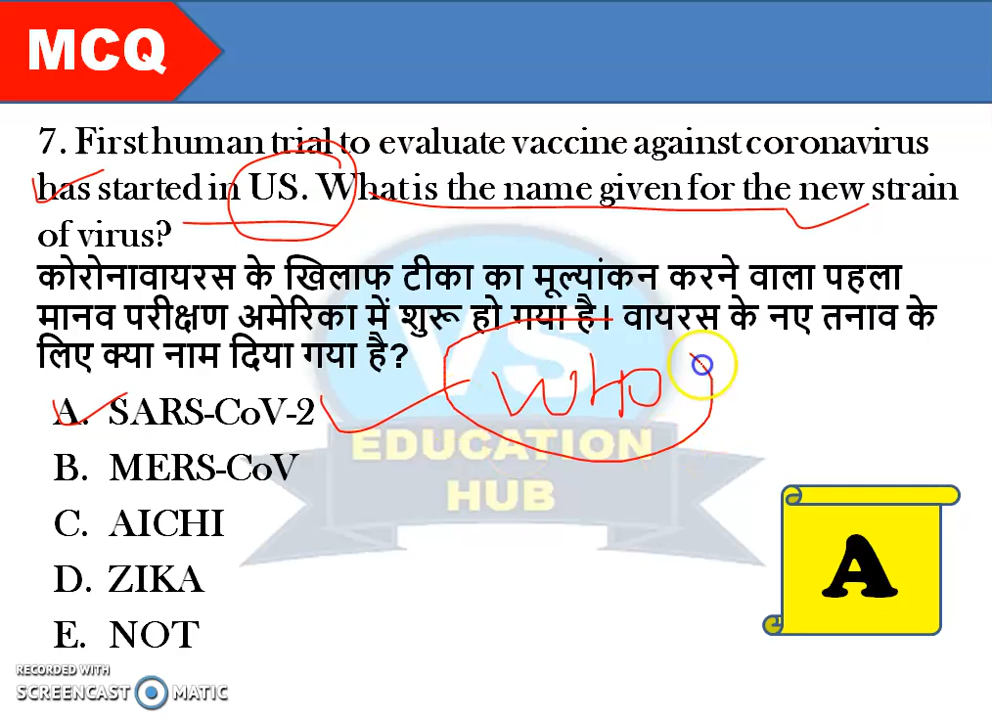 MCQ
7. First human trial to evaluate vaccine against coronavirus
has started in US. What is the name given for the new strain
of virus?
कोरोनावायरस के खिलाफ टीका का मूल्यांकन करने वाला पहला
मानव परीक्षण अमेरिका में शुरू हो गया है। वायरस के नए तनाव के
लिए क्या नाम दिया गया है?
A. SARS-CoV-2
WHO
B. MERS-CoV
C. AICHI
D. ZIKA
E. NOT
VS
EDUCATION
HUB
A
RECORDED WITH
SCREENCAST MATIC